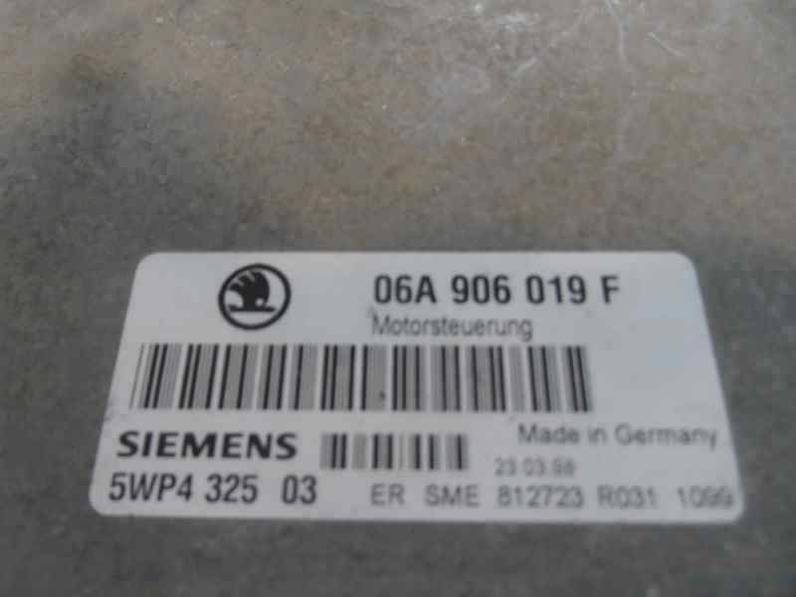 06A 906 019 F
Motorsteuerung
SIEMENS
Made in Germany
23.03.98
5WP4 325 03
ER SME 812723 R031 1099